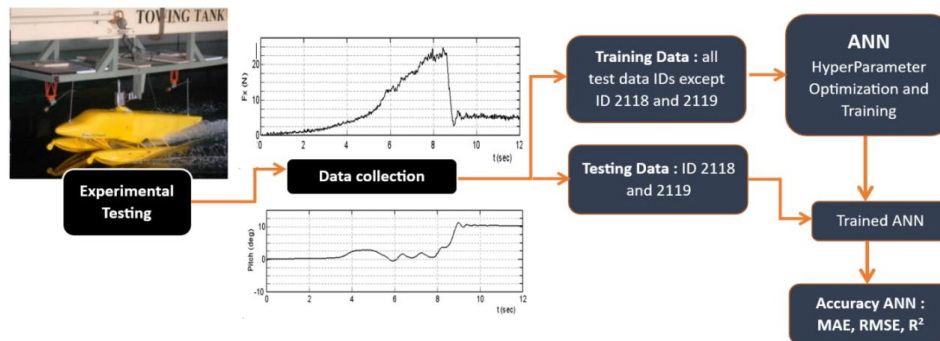 TOWING TANK
Experimental
Testing
Fx (N)
20
10
0
0 2 4 6 8 10 12
t(sec)
Data collection
Pitch (deg)
10
0
-10
0 2 4 6 8 10 12
t(sec)
Training Data : all
test data IDs except
ID 2118 and 2119
Testing Data : ID 2118
and 2119
ANN
HyperParameter
Optimization and
Training
Trained ANN
Accuracy ANN :
MAE, RMSE, R²